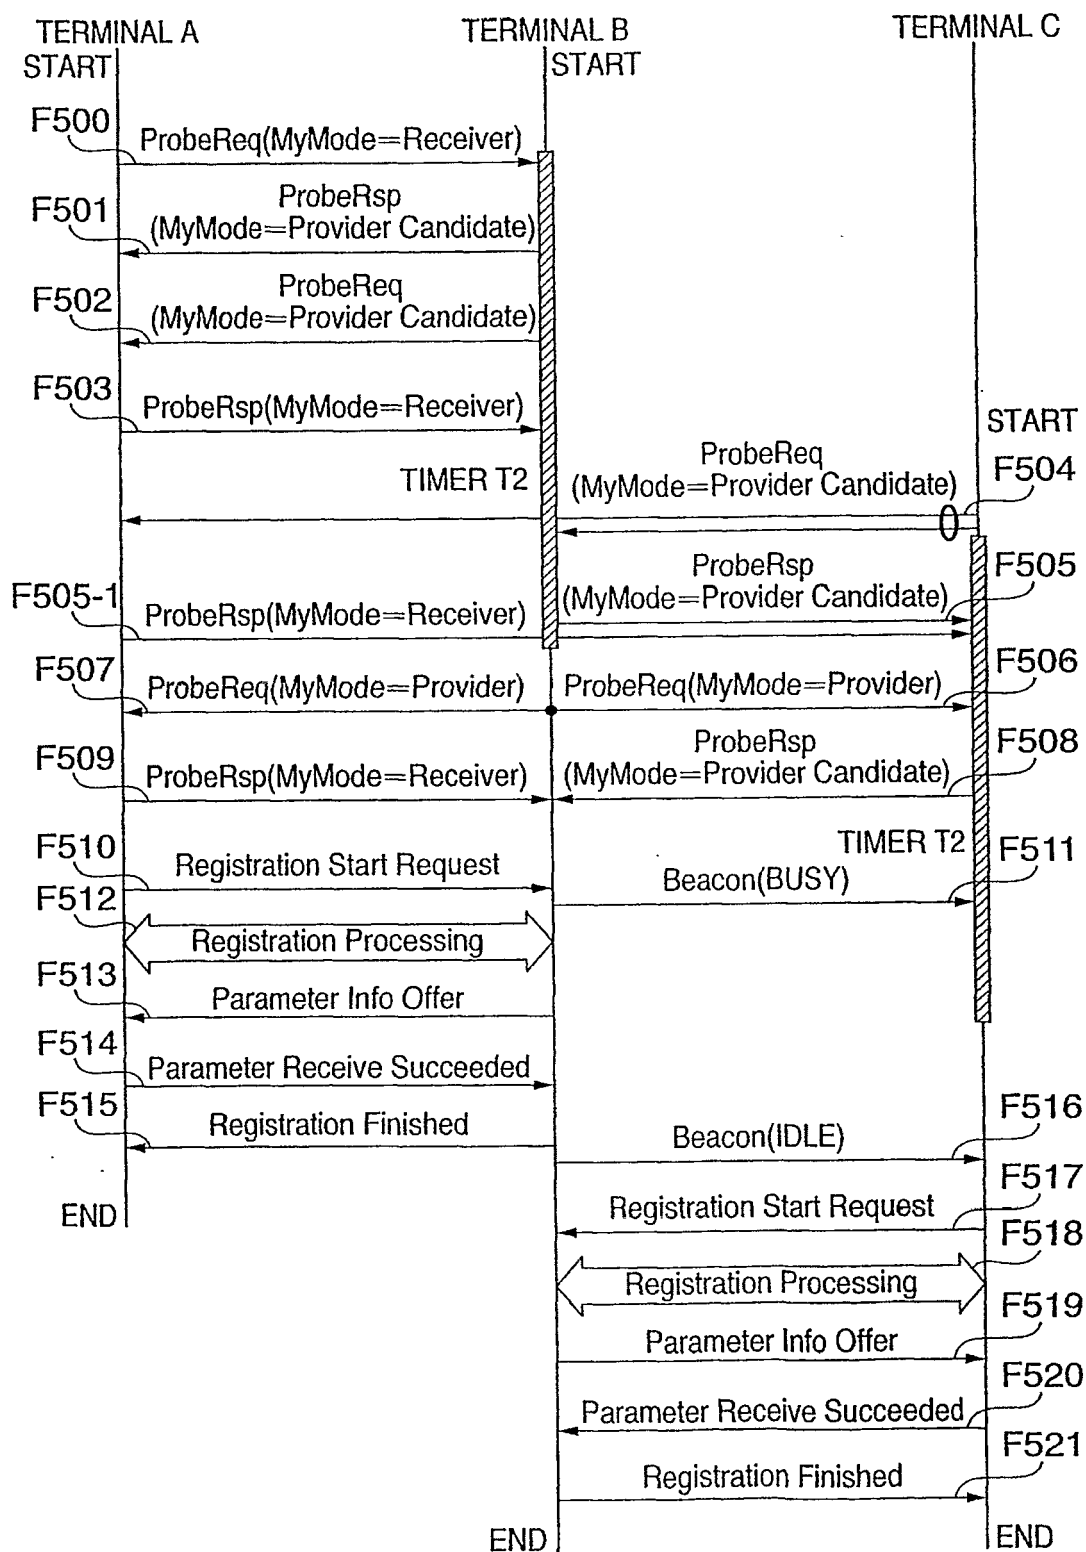 TERMINAL A
TERMINAL B
TERMINAL C
START
START
F500
ProbeReq(MyMode=Receiver)
F501
ProbeRsp
(MyMode=Provider Candidate)
F502
ProbeReq
(MyMode=Provider Candidate)
F503
ProbeRsp(MyMode=Receiver)
START
TIMER T2
ProbeReq
(MyMode=Provider Candidate)
F504
F505-1
ProbeRsp(MyMode=Receiver)
ProbeRsp
(MyMode=Provider Candidate)
F505
F507
ProbeReq(MyMode=Provider)
ProbeReq(MyMode=Provider)
F506
F509
ProbeRsp(MyMode=Receiver)
ProbeRsp
(MyMode=Provider Candidate)
F508
F510
Registration Start Request
TIMER T2
F511
Beacon(BUSY)
F512
Registration Processing
F513
Parameter Info Offer
F514
Parameter Receive Succeeded
F515
Registration Finished
Beacon(IDLE)
F516
END
Registration Start Request
F517
F518
Registration Processing
F519
Parameter Info Offer
F520
Parameter Receive Succeeded
F521
Registration Finished
END
END